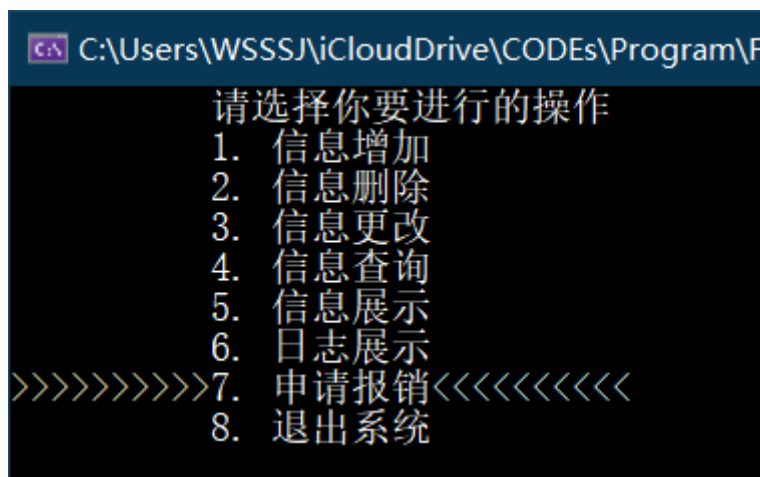 C:\Users\WSSSJ\iCloudDrive\CODEs\Program\F
请选择你要进行的操作
1. 信息增加
2. 信息删除
3. 信息更改
4. 信息查询
5. 信息展示
6. 日志展示
>>>>>>>>>>7. 申请报销<<<<<<<<<<
8. 退出系统